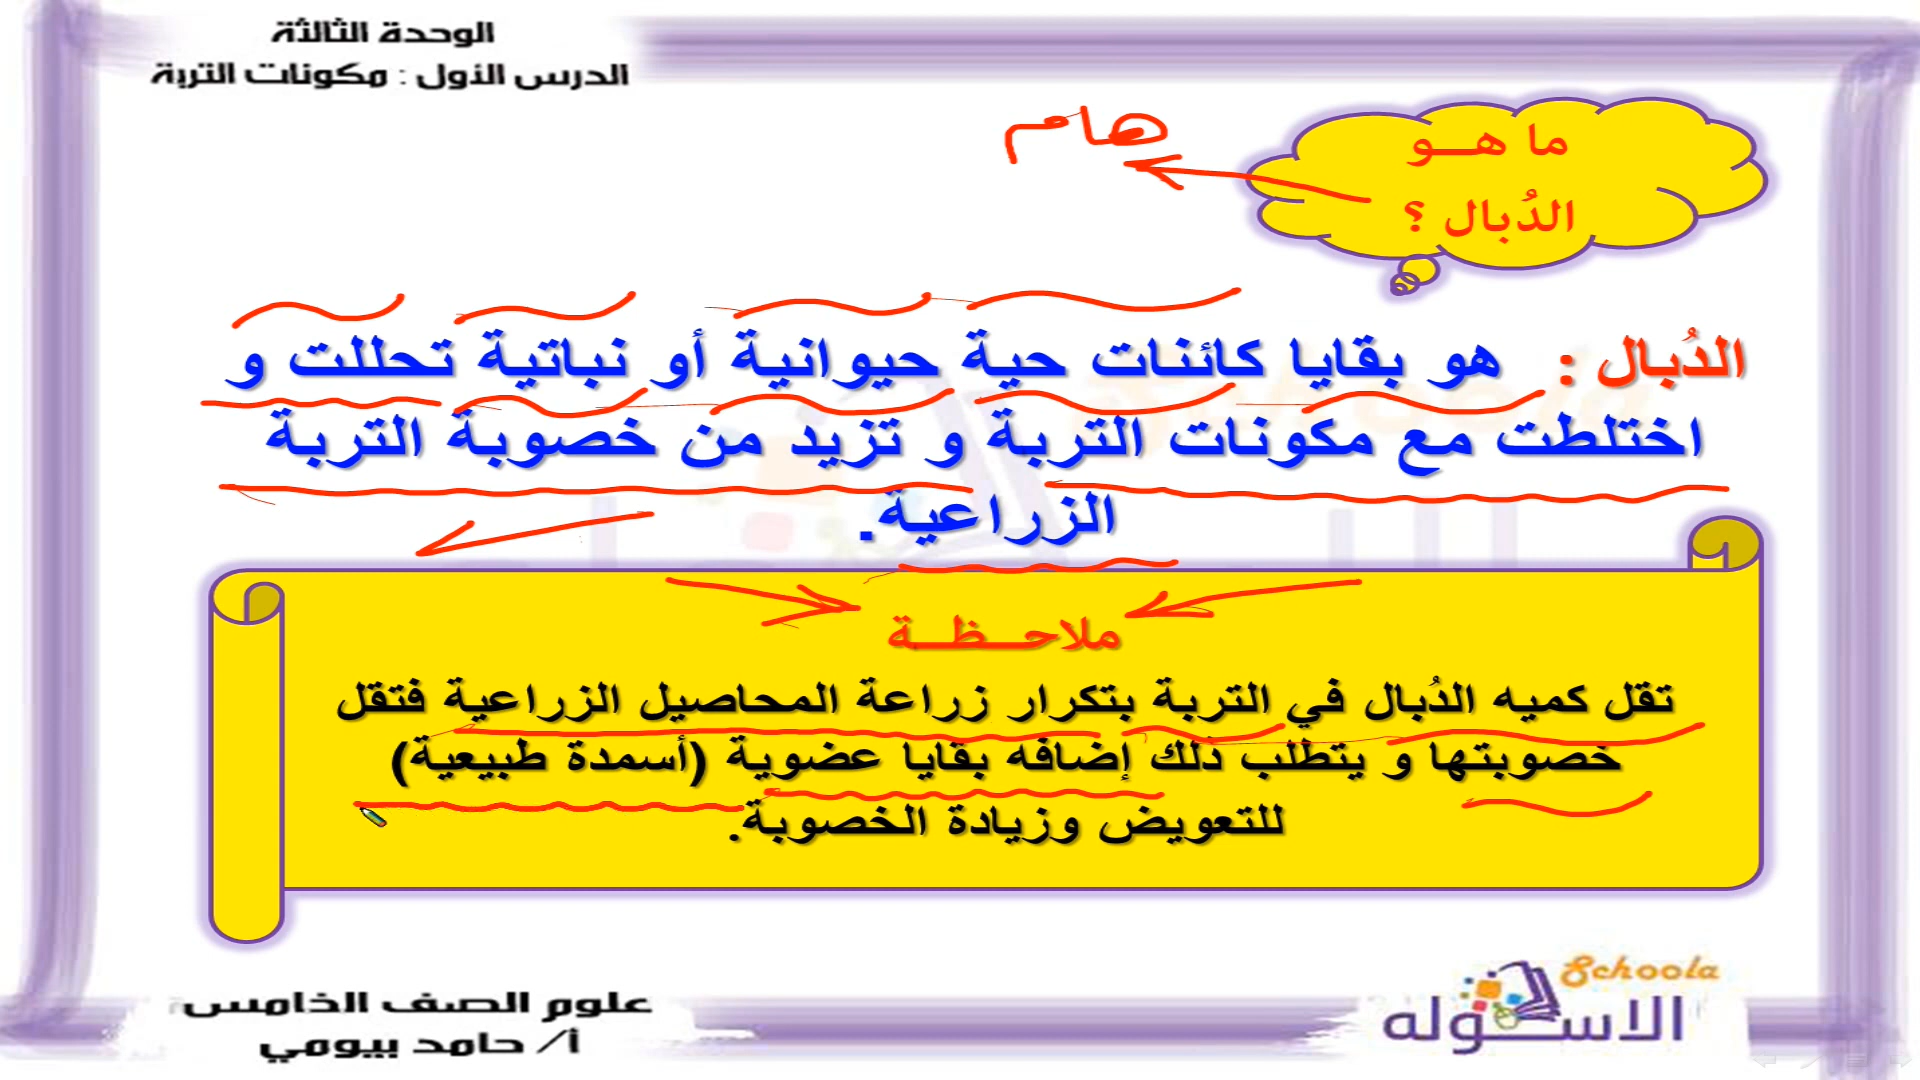 الوحدة الثالثة
الدرس الأول : مكونات التربة
هام
ما هـــو
الدُبال ؟
الدُبال : هو بقايا كائنات حية حيوانية أو نباتية تحللت و
اختلطت مع مكونات التربة و تزيد من خصوبة التربة
الزراعية.
ملاحـــظـــة
تقل كميه الدُبال في التربة بتكرار زراعة المحاصيل الزراعية فتقل
خصوبتها و يتطلب ذلك إضافه بقايا عضوية (أسمدة طبيعية)
للتعويض وزيادة الخصوبة.
علوم الصف الخامس
أ/ حامد بيومي
Schoola
الاسكوله